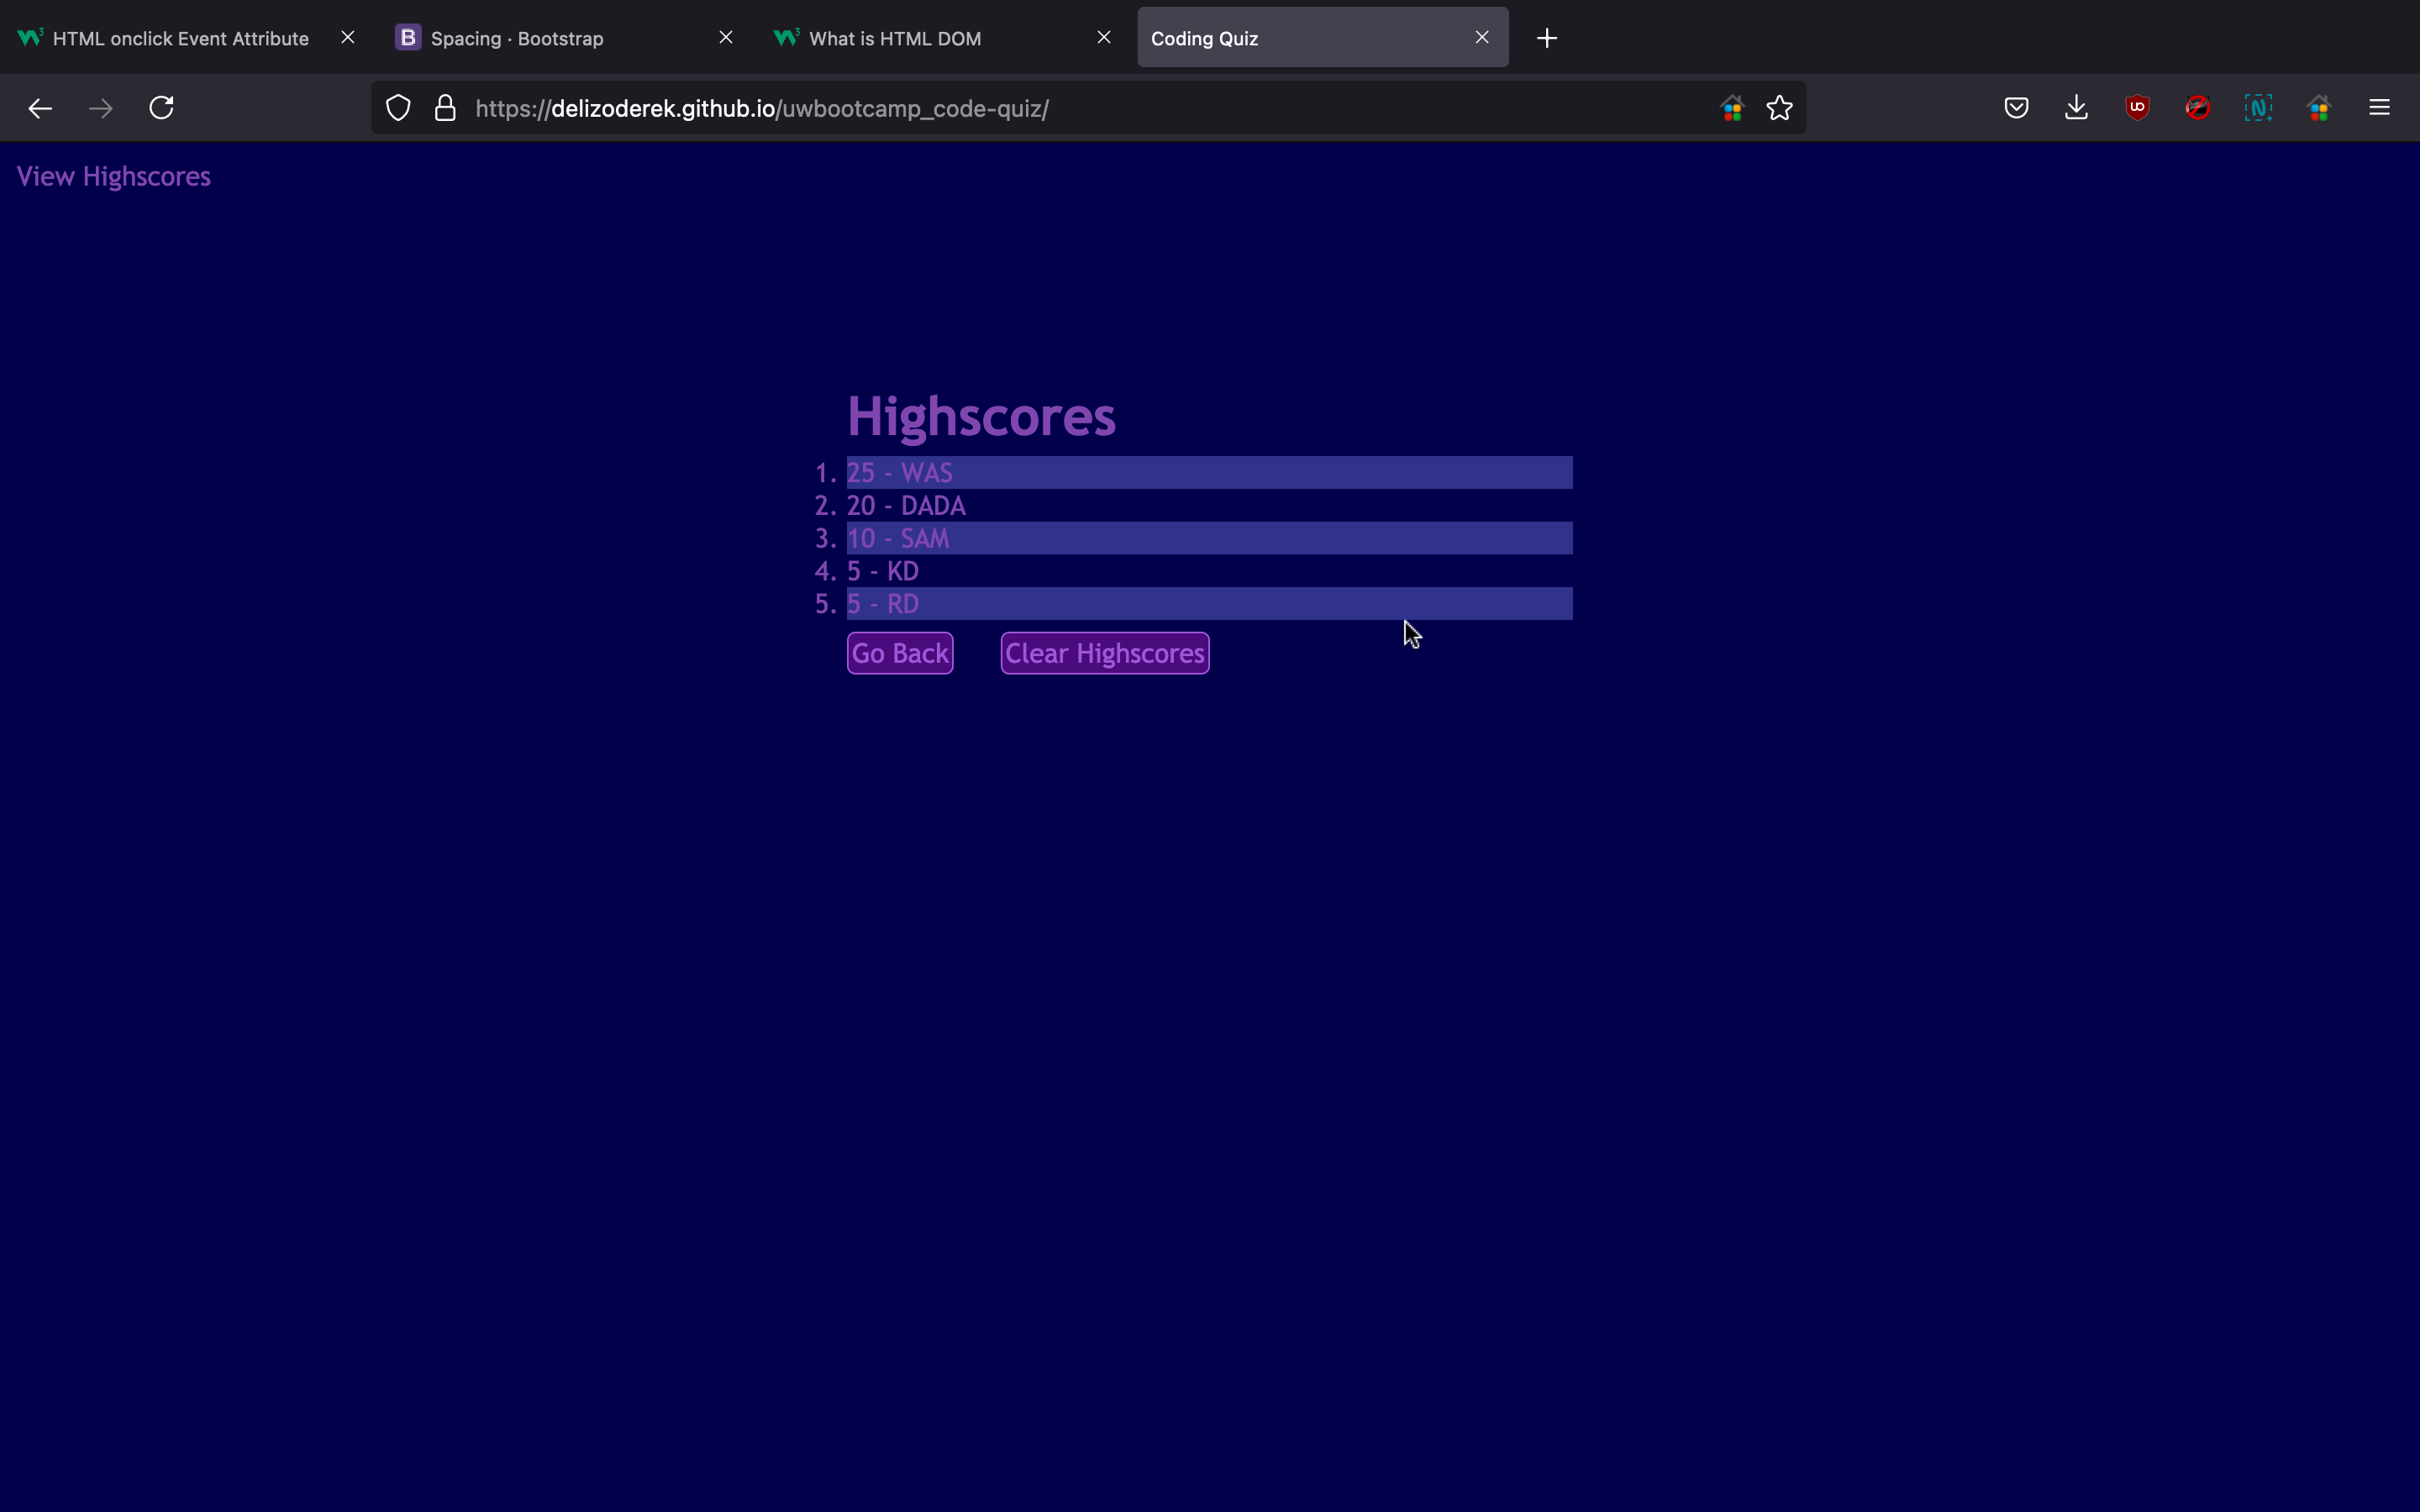 HTML onclick Event Attribute
Spacing · Bootstrap
What is HTML DOM
Coding Quiz
https://delizoderek.github.io/uwbootcamp_code-quiz/
View Highscores
Highscores
1. 25 - WAS
2. 20 - DADA
3. 10 - SAM
4. 5 - KD
5. 5 - RD
Go Back
Clear Highscores